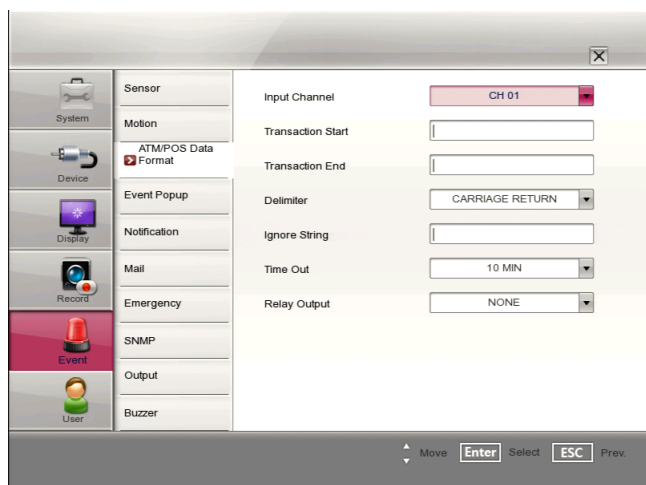 System
Device
Display
Record
Event
User
Sensor
Motion
ATM/POS Data
Format
Event Popup
Notification
Mail
Emergency
SNMP
Output
Buzzer
Input Channel CH 01
Transaction Start
Transaction End
Delimiter CARRIAGE RETURN
Ignore String
Time Out 10 MIN
Relay Output NONE
Move Enter Select ESC Prev.